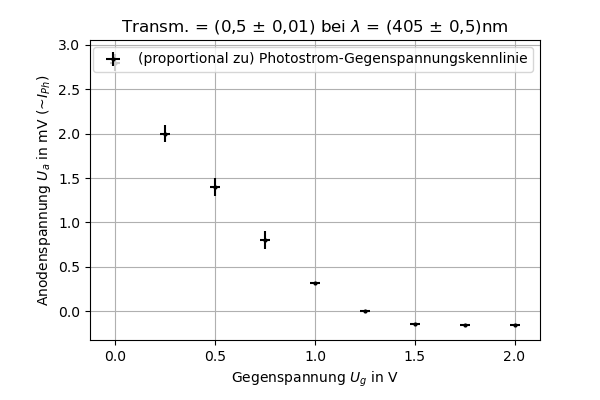 Transm. = (0,5 ± 0,01) bei λ = (405 ± 0,5)nm
(proportional zu) Photostrom-Gegenspannungskennlinie
Anodenspannung U_a in mV (~I_Ph)
3.0
2.5
2.0
1.5
1.0
0.5
0.0
0.0 0.5 1.0 1.5 2.0
Gegenspannung U_g in V